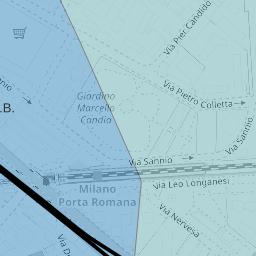 Via Pier Candido
Via Pietro Colletta
Giardino
Marcello
Candia
Via Sannio
.B.
Via Sannio
Milano
Porta Romana
Via Leo Longanesi
Via Nervesa